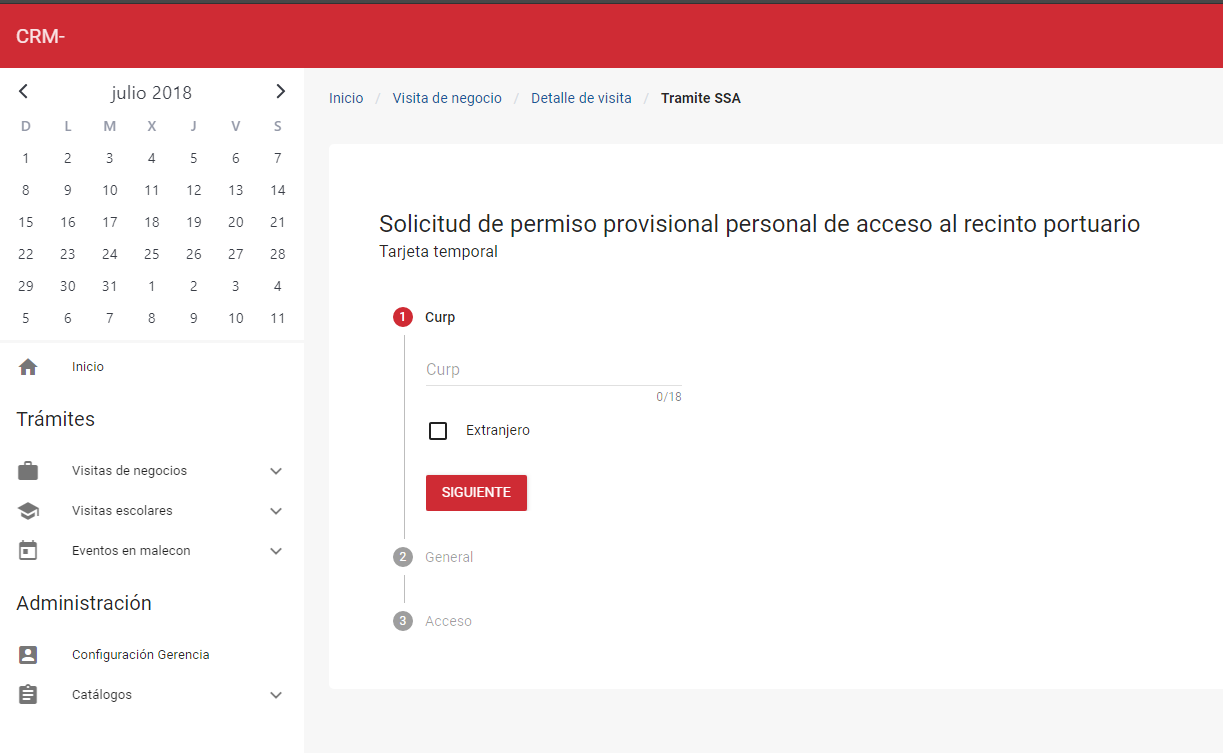 CRM-
julio 2018
D L M X J V S
1 2 3 4 5 6 7
8 9 10 11 12 13 14
15 16 17 18 19 20 21
22 23 24 25 26 27 28
29 30 31 1 2 3 4
5 6 7 8 9 10 11
Inicio
Trámites
Visitas de negocios
Visitas escolares
Eventos en malecon
Administración
Configuración Gerencia
Catálogos
Inicio / Visita de negocio / Detalle de visita / Tramite SSA
Solicitud de permiso provisional personal de acceso al recinto portuario
Tarjeta temporal
1 Curp
Curp
0/18
Extranjero
SIGUIENTE
2 General
3 Acceso